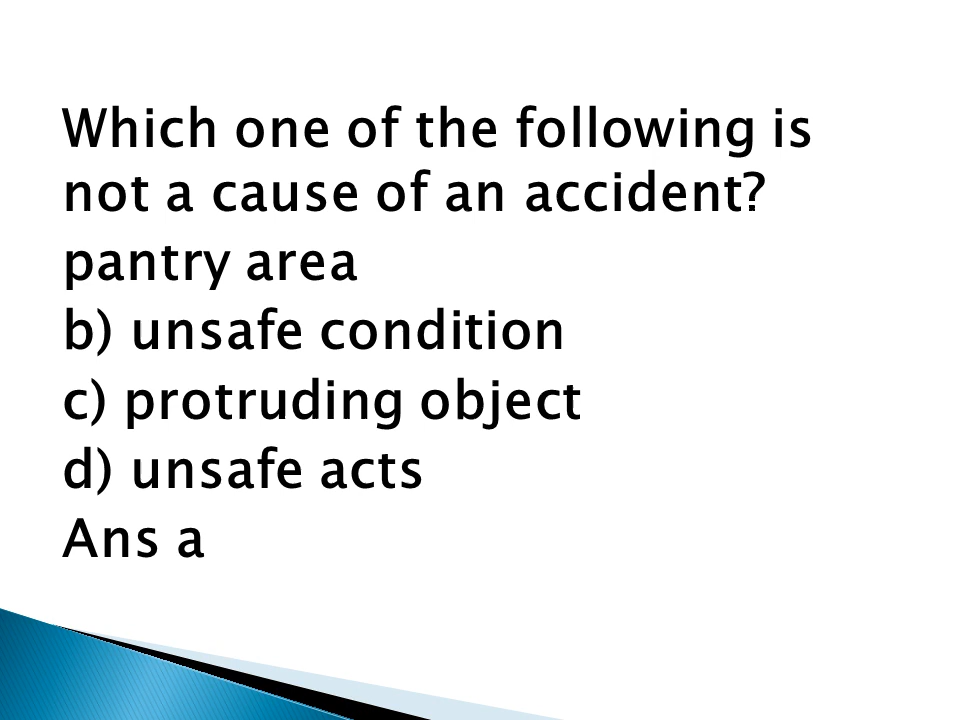 Which one of the following is
not a cause of an accident?
pantry area
b) unsafe condition
c) protruding object
d) unsafe acts
Ans a